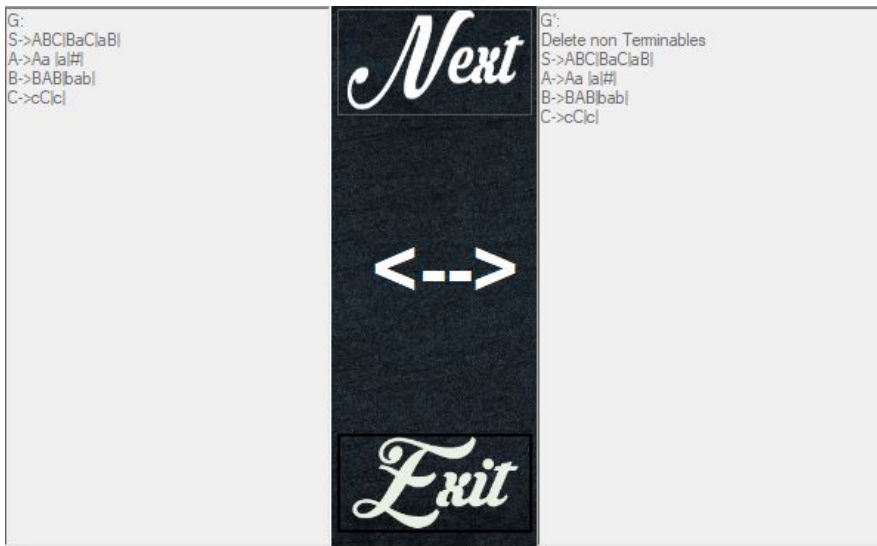 G:
S->ABC|BaC|aB|
A->Aa |a|#|
B->BAB|bab|
C->cC|c|
Next
<-->
Exit
G':
Delete non Terminables
S->ABC|BaC|aB|
A->Aa |a|#|
B->BAB|bab|
C->cC|c|